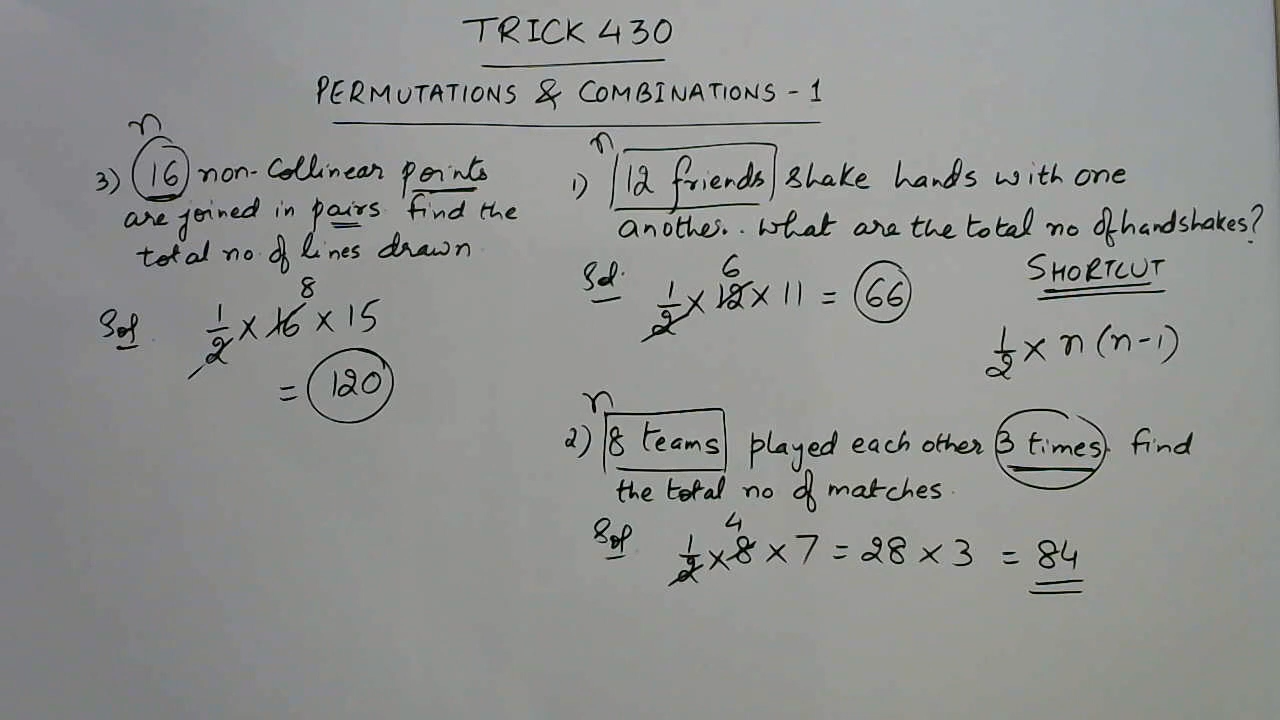 TRICK 430
PERMUTATIONS & COMBINATIONS - 1
n
1) 12 friends shake hands with one
another. What are the total no of handshakes?
Sol. 1/2 × 12 × 11 = 66
6
SHORTCUT
1/2 × n (n-1)
n
2) 8 teams played each other 3 times. find
the total no of matches.
Sol 1/2 × 8 × 7 = 28 × 3 = 84
4
n
3) 16 non-collinear points
are joined in pairs. find the
total no. of lines drawn.
8
Sol. 1/2 × 16 × 15
= 120